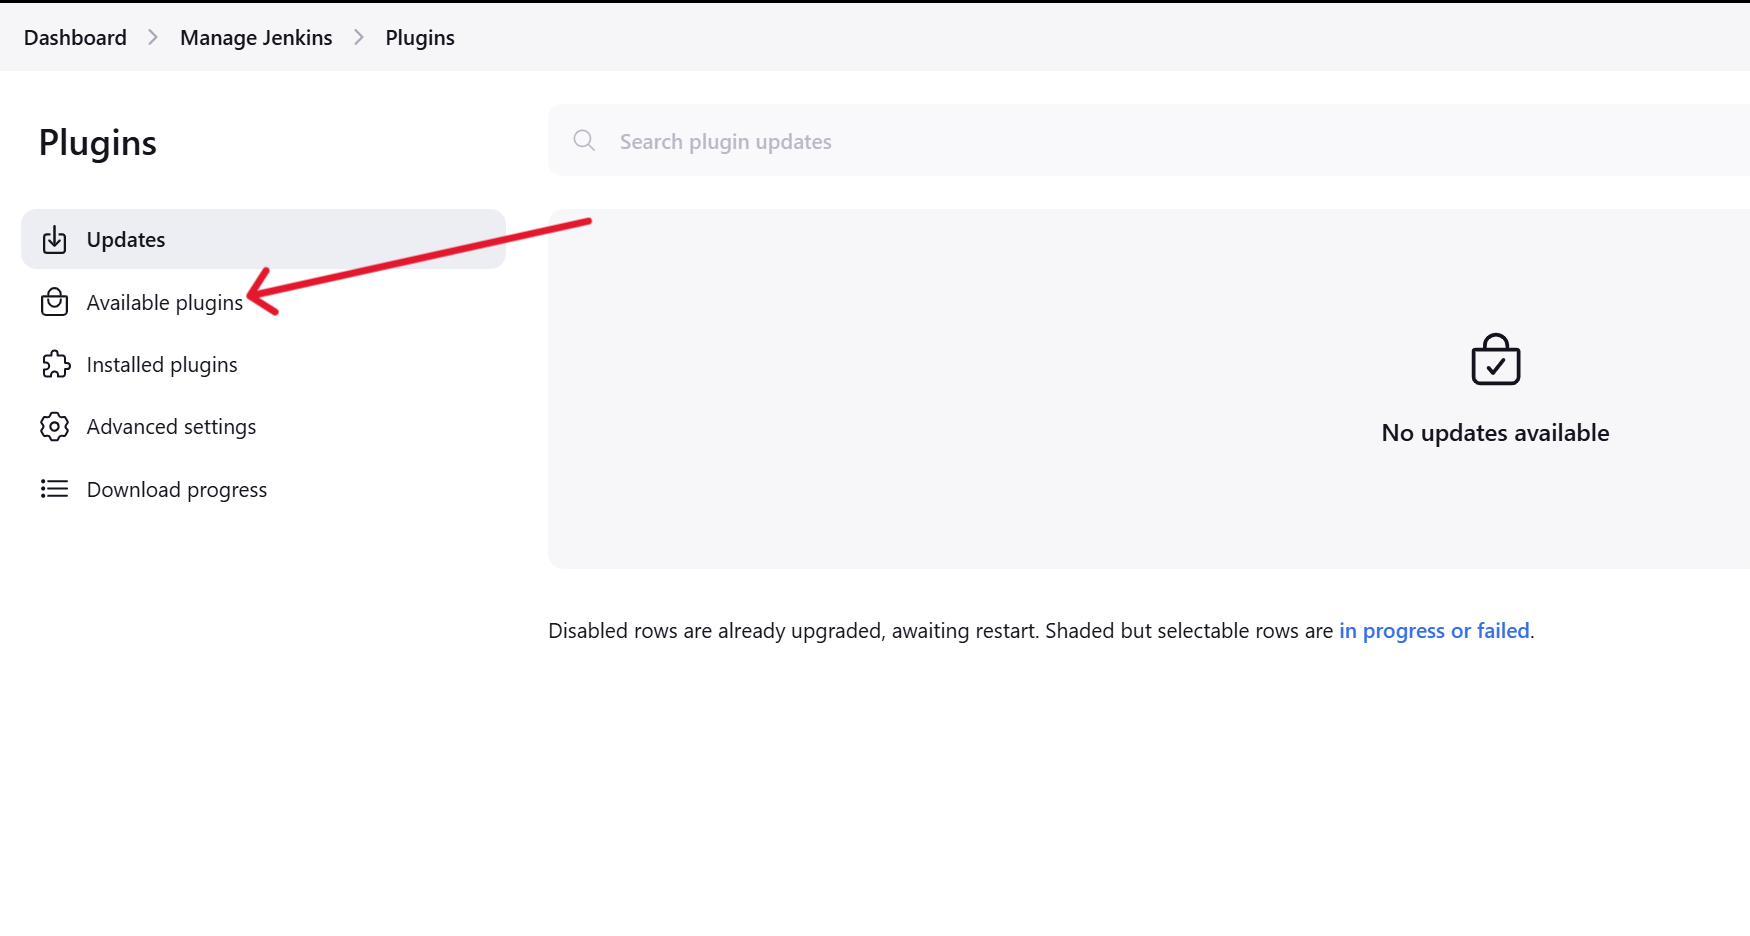 Dashboard > Manage Jenkins > Plugins
Plugins
Search plugin updates
Updates
Available plugins
Installed plugins
Advanced settings
Download progress
No updates available
Disabled rows are already upgraded, awaiting restart. Shaded but selectable rows are in progress or failed.